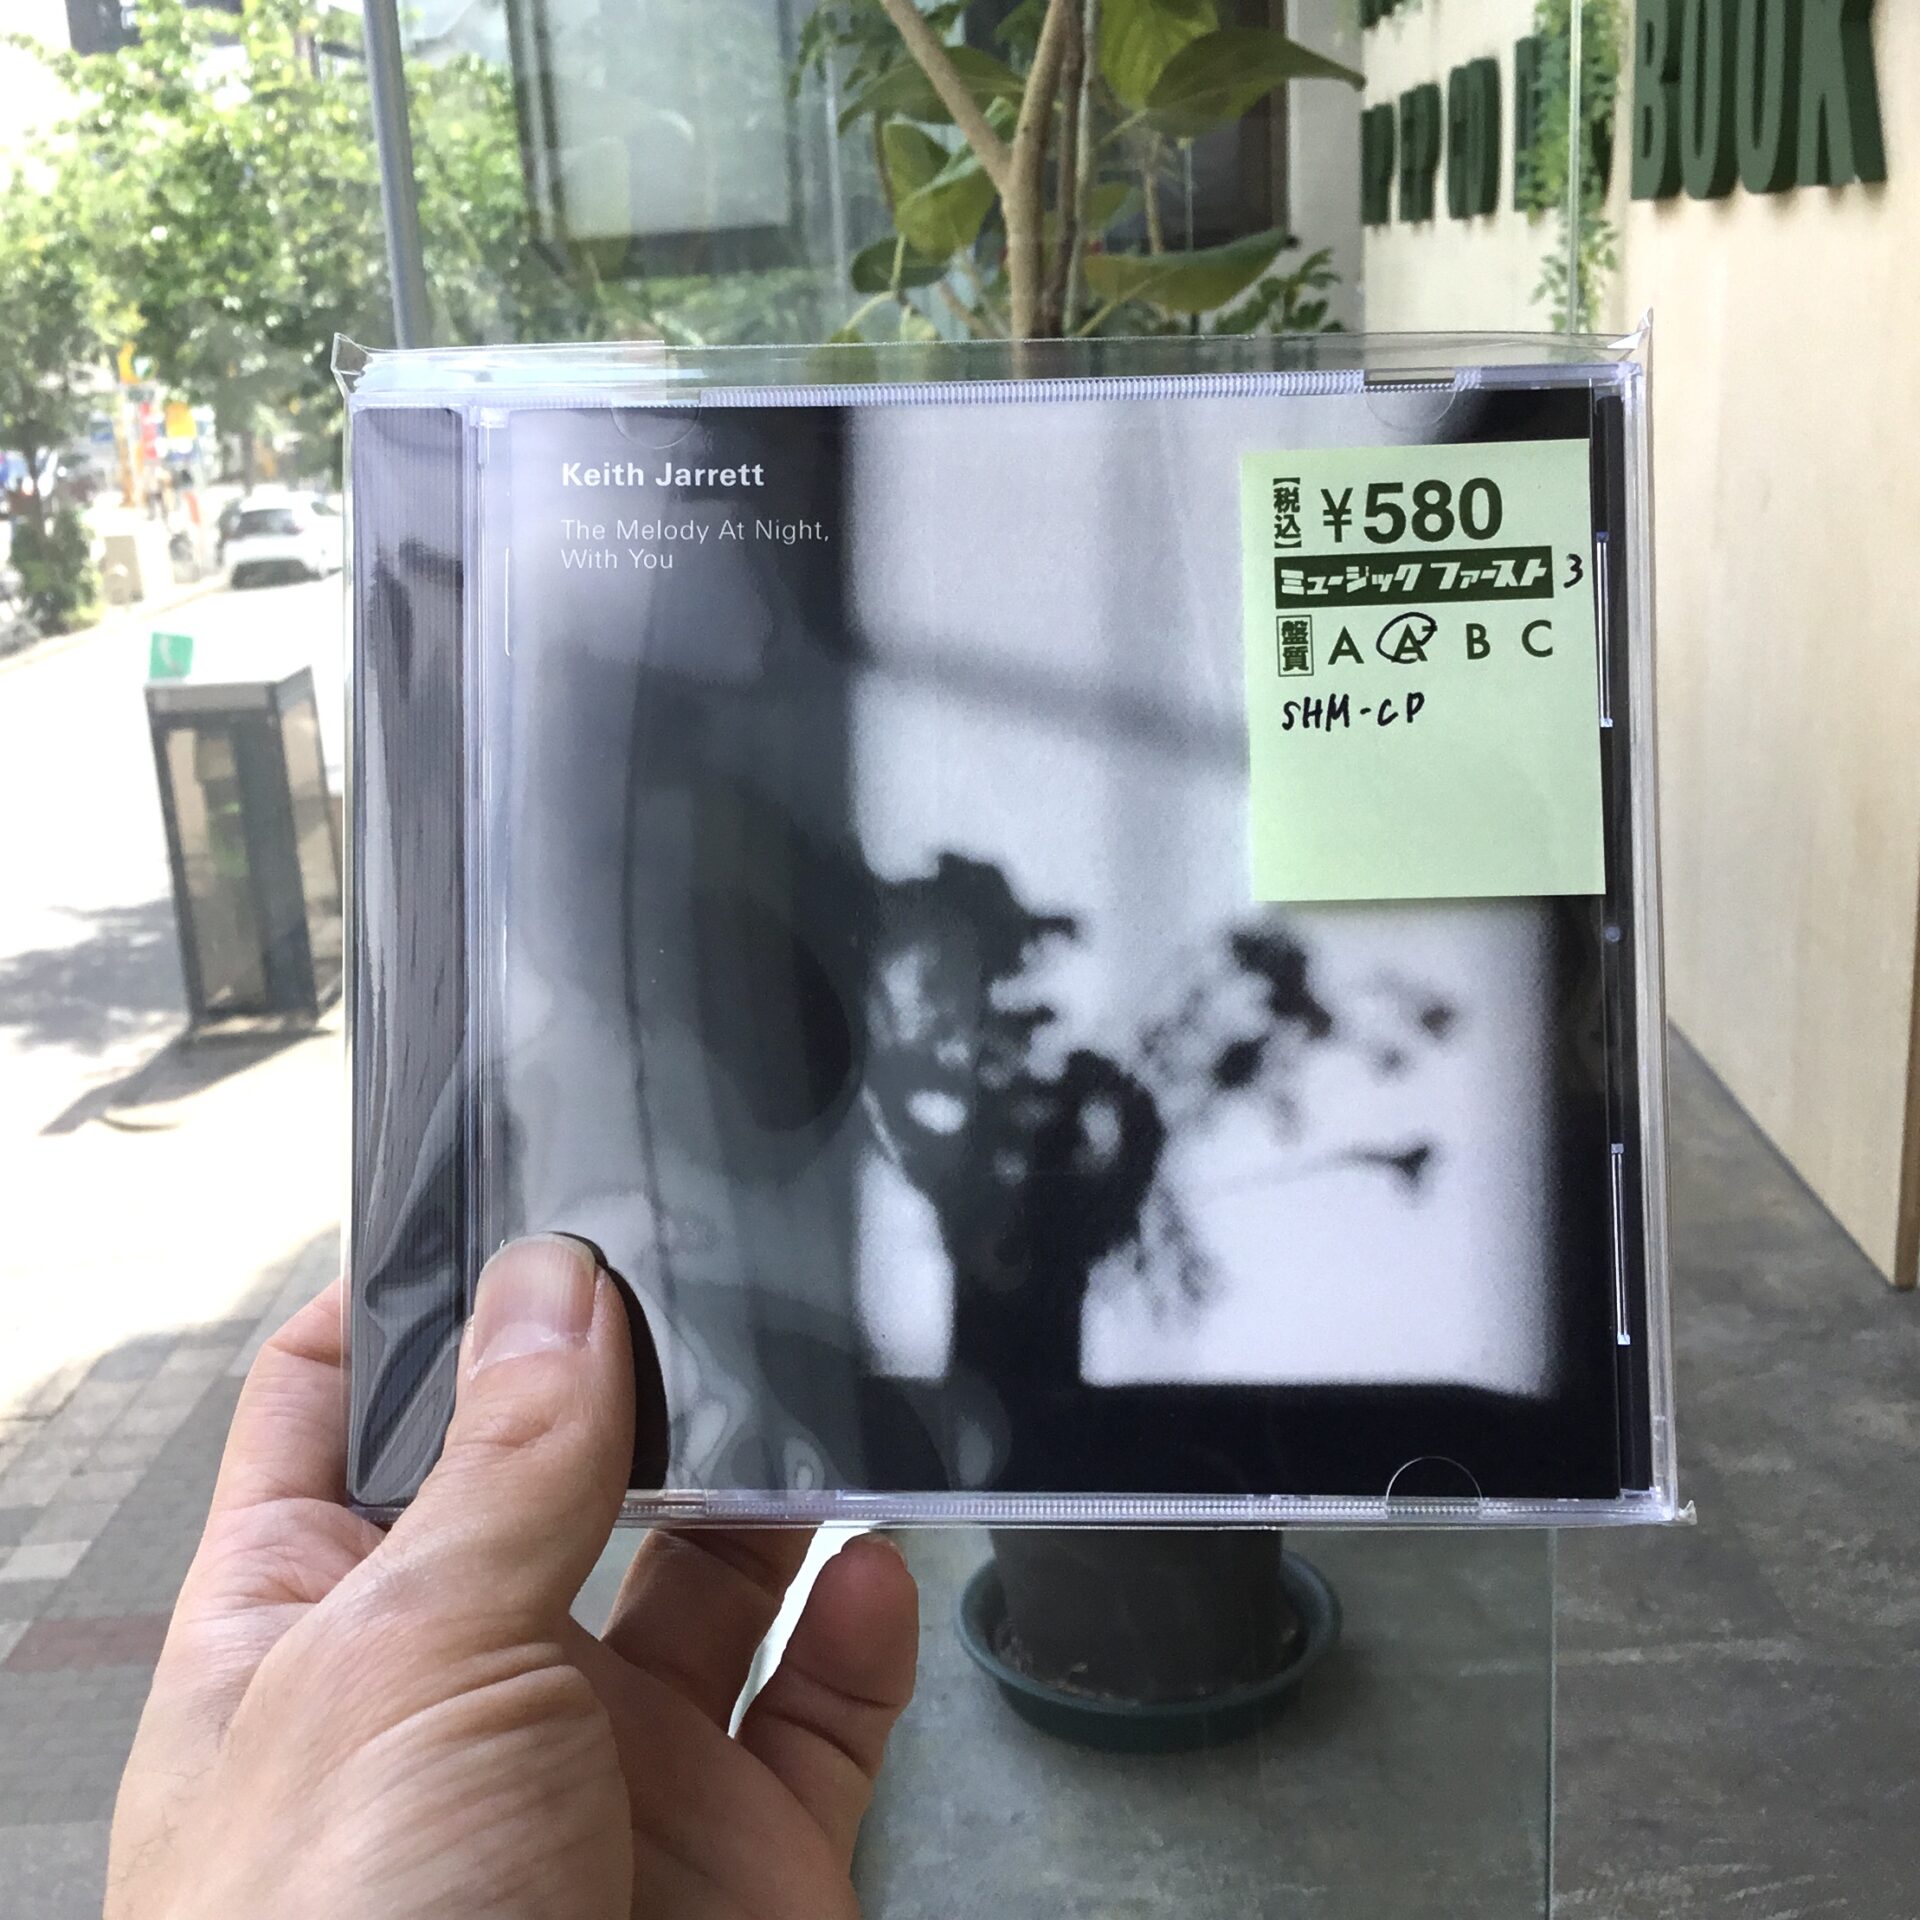 BOOK
Keith Jarrett
The Melody At Night,
With You
【税込】 ¥580
ミュージック ファースト 3
盤質 A A- B C
SHM-CD